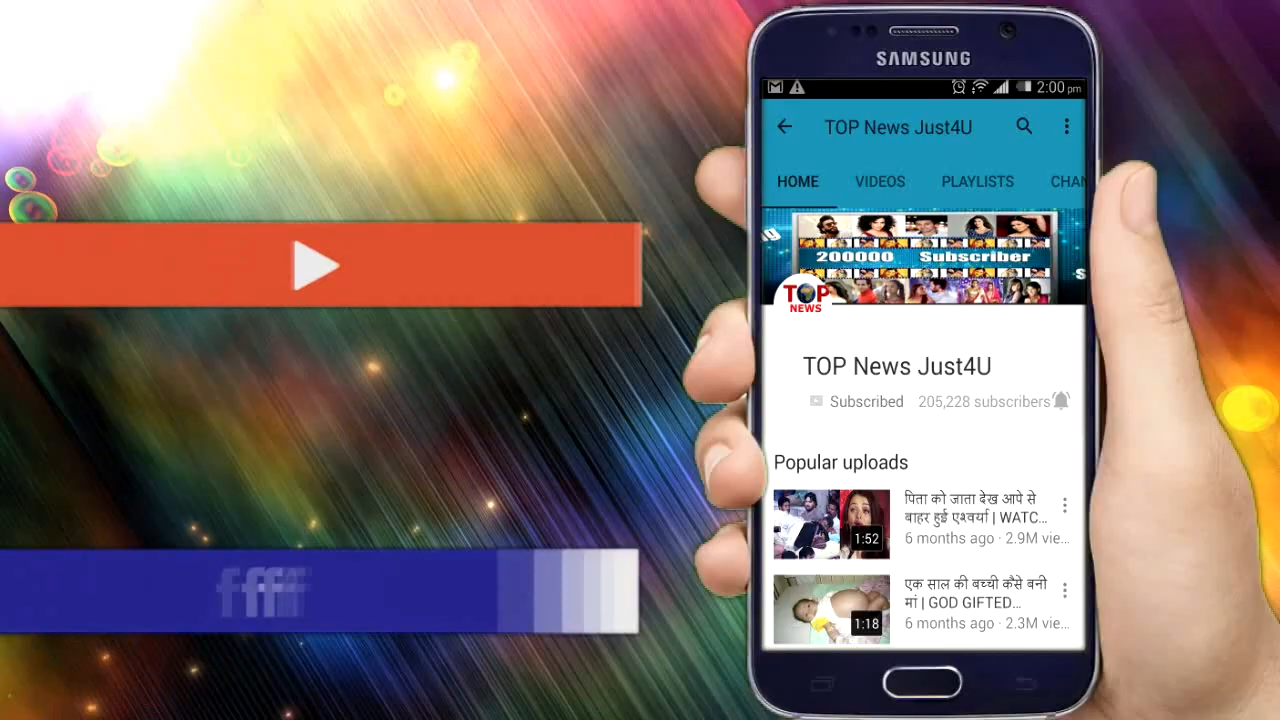 SAMSUNG
2:00 pm
TOP News Just4U
HOME VIDEOS PLAYLISTS CHAN
200000 Subscriber
TOP
NEWS
TOP News Just4U
Subscribed 205,228 subscribers
Popular uploads
पिता को जाता देख आपे से
बाहर हुई एश्वर्या | WATC...
6 months ago · 2.9M vie...
1:52
एक साल की बच्ची कैसे बनी
मां | GOD GIFTED...
6 months ago · 2.3M vie...
1:18